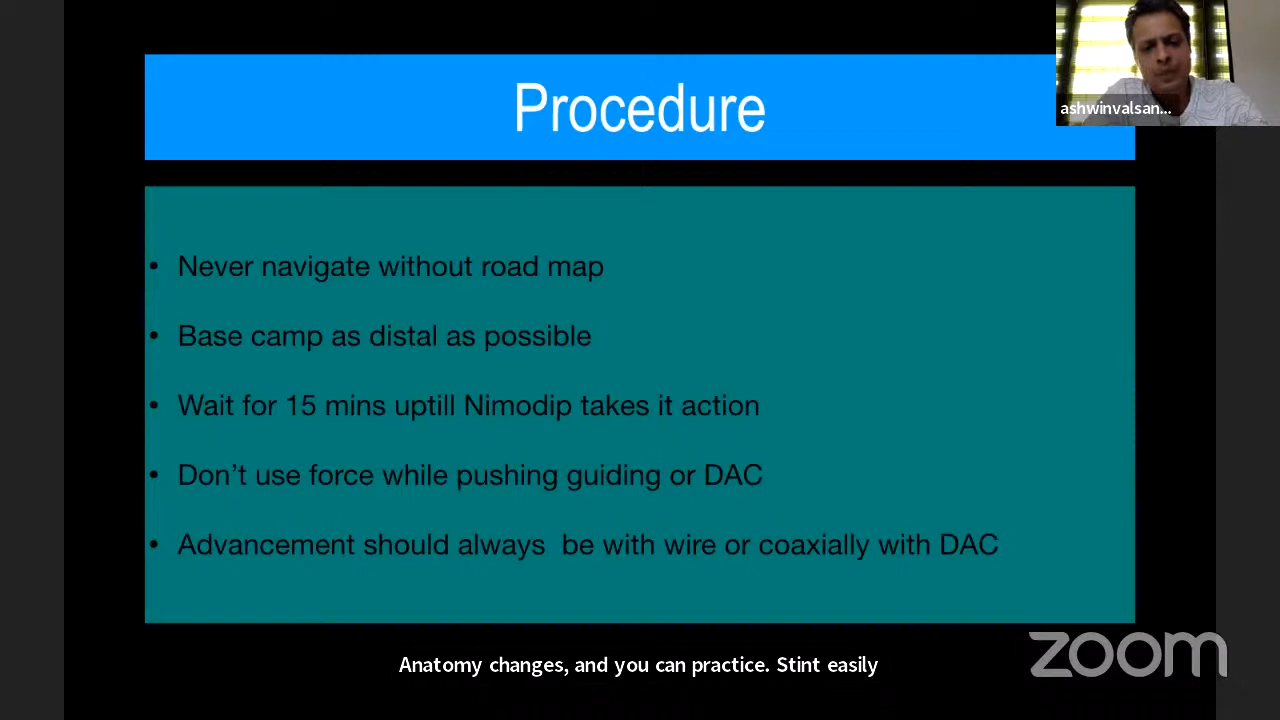 Procedure
ashwinvalsan...
• Never navigate without road map
• Base camp as distal as possible
• Wait for 15 mins uptill Nimodip takes it action
• Don’t use force while pushing guiding or DAC
• Advancement should always  be with wire or coaxially with DAC
Anatomy changes, and you can practice. Stint easily
zoom